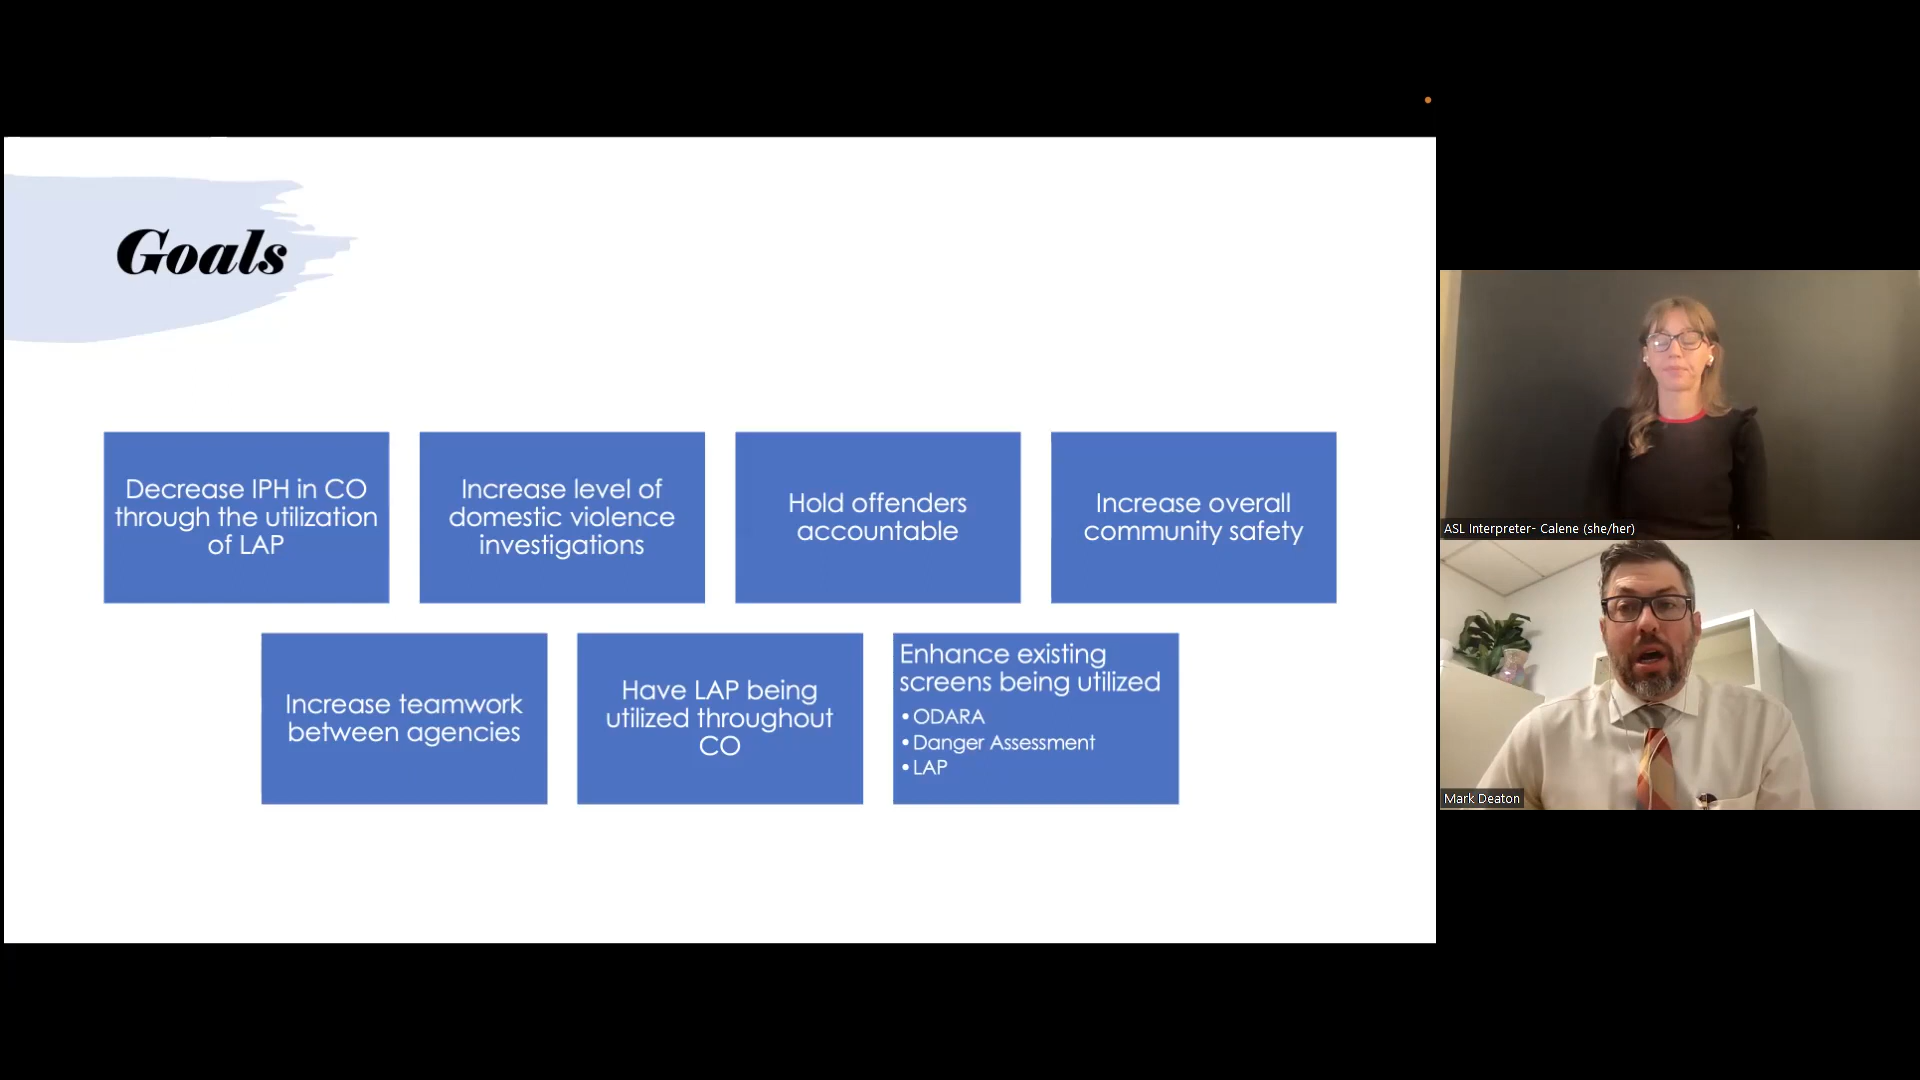 Goals
Decrease IPH in CO
through the utilization
of LAP
Increase level of
domestic violence
investigations
Hold offenders
accountable
Increase overall
community safety
Increase teamwork
between agencies
Have LAP being
utilized throughout
CO
Enhance existing
screens being utilized
• ODARA
• Danger Assessment
• LAP
ASL Interpreter- Calene (she/her)
Mark Deaton